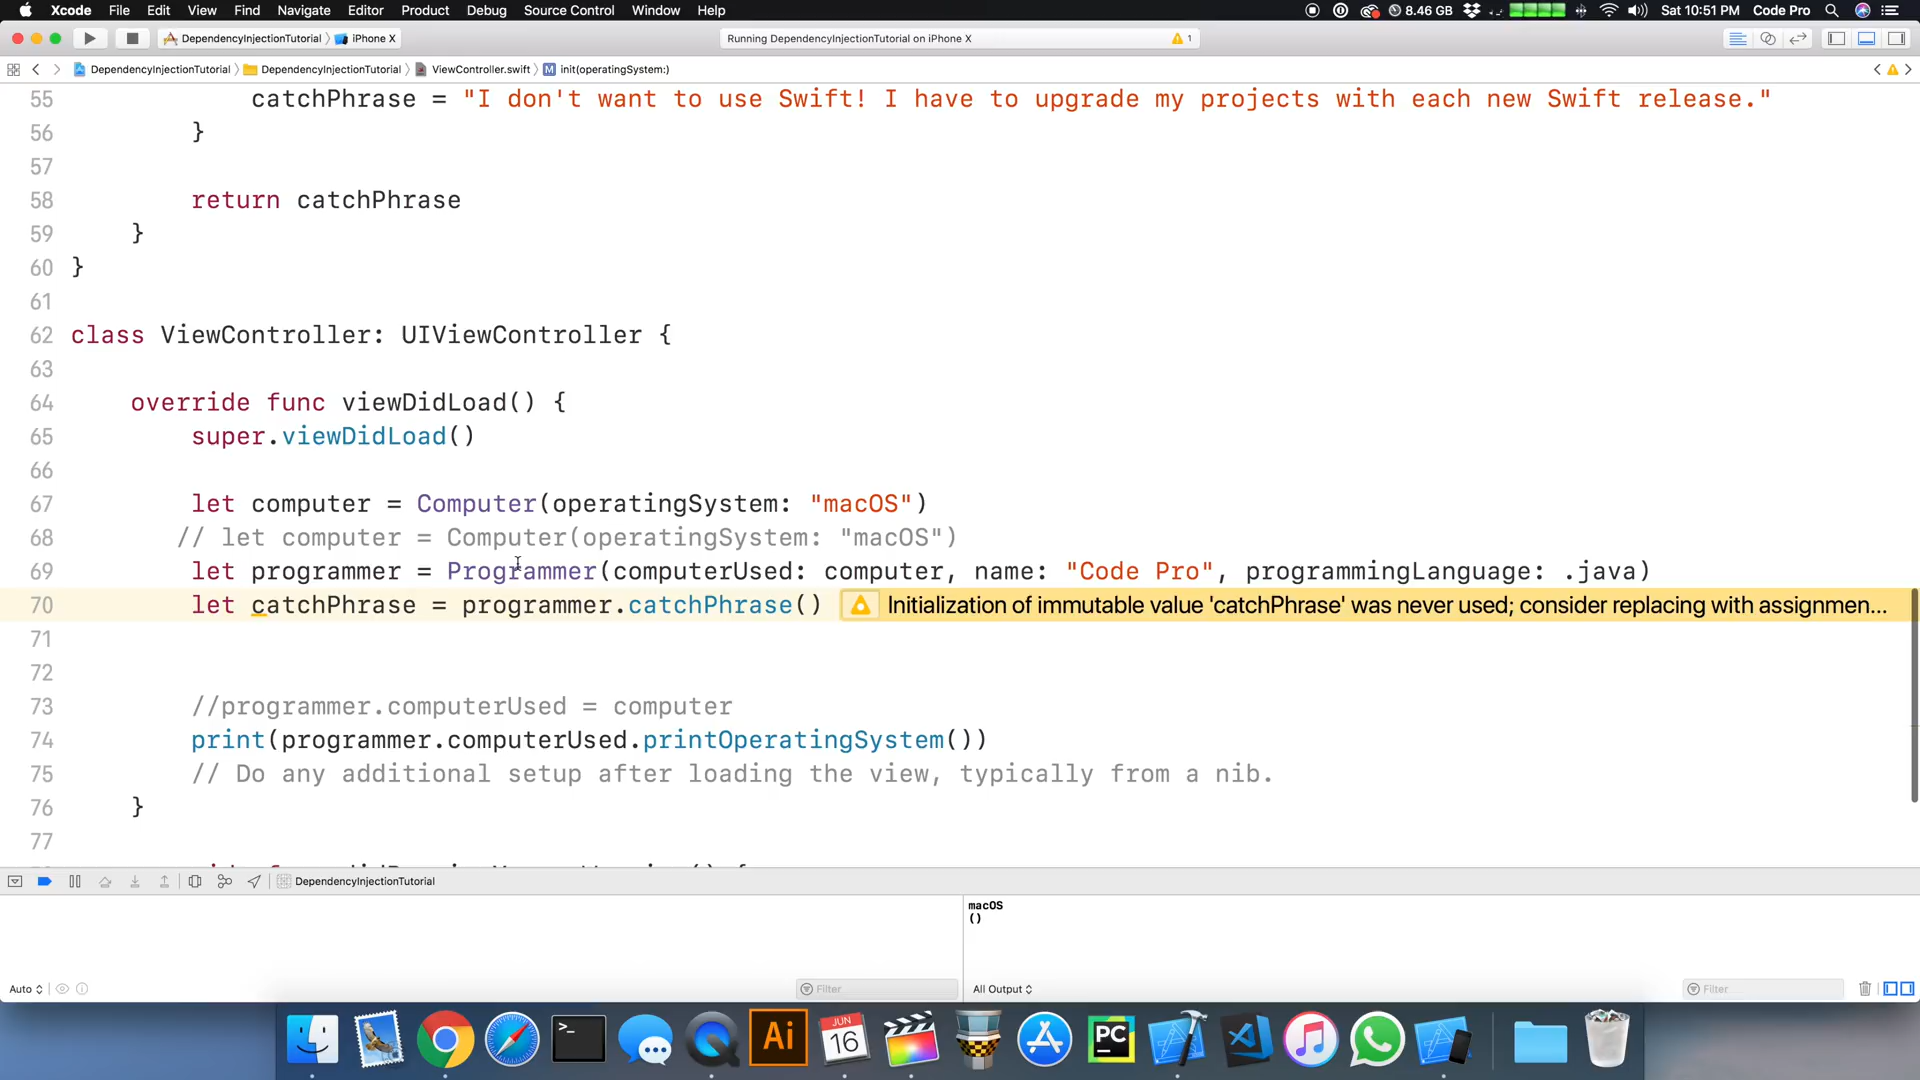 Xcode File Edit View Find Navigate Editor Product Debug Source Control Window Help 8.46 GB Sat 10:51 PM Code Pro
DependencyInjectionTutorial iPhone X Running DependencyInjectionTutorial on iPhone X 1
DependencyInjectionTutorial DependencyInjectionTutorial ViewController.swift M init(operatingSystem:)
55 catchPhrase = "I don't want to use Swift! I have to upgrade my projects with each new Swift release."
56 }
57
58 return catchPhrase
59 }
60 }
61
62 class ViewController: UIViewController {
63
64 override func viewDidLoad() {
65 super.viewDidLoad()
66
67 let computer = Computer(operatingSystem: "macOS")
68 // let computer = Computer(operatingSystem: "macOS")
69 let programmer = Programmer(computerUsed: computer, name: "Code Pro", programmingLanguage: .java)
70 let catchPhrase = programmer.catchPhrase() Initialization of immutable value 'catchPhrase' was never used; consider replacing with assignmen...
71
72
73 //programmer.computerUsed = computer
74 print(programmer.computerUsed.printOperatingSystem())
75 // Do any additional setup after loading the view, typically from a nib.
76 }
77
DependencyInjectionTutorial
macOS
()
Auto Filter All Output Filter
>_ Ai JUN 16 PC